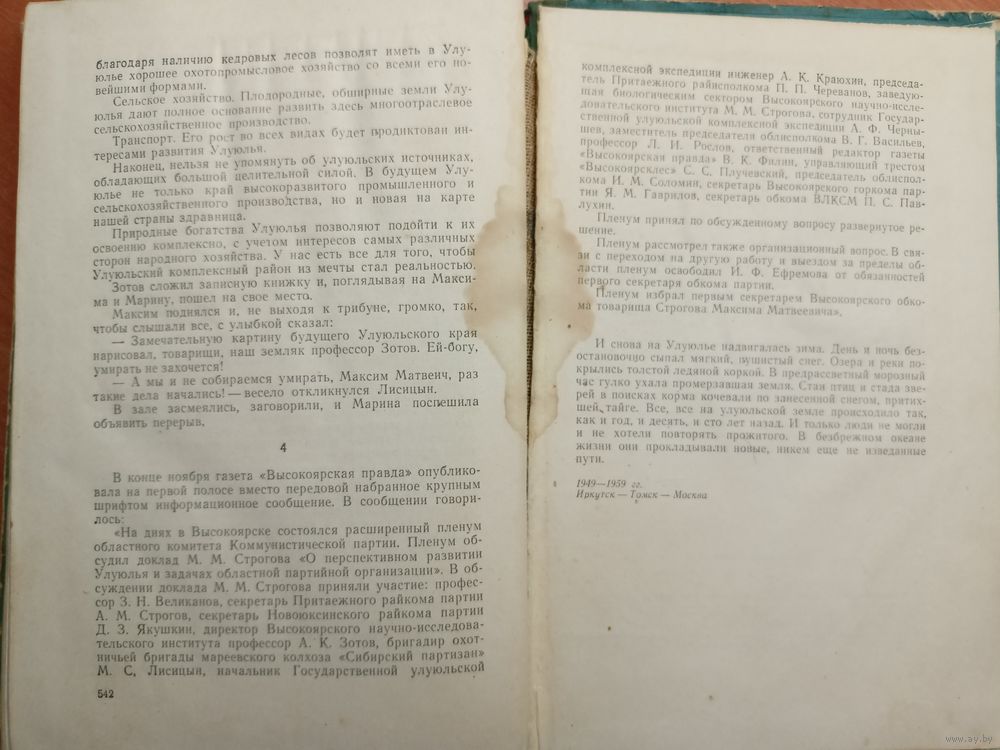 благодаря наличию кедровых лесов позволят иметь в Улу-
юлье хорошее охотопромысловое хозяйство со всеми его но-
вейшими формами.
Сельское хозяйство. Плодородные, обширные земли Улу-
юлья дают полное основание развить здесь многоотраслевое
сельскохозяйственное производство.
Транспорт. Его рост во всех видах будет продиктован ин-
тересами развития Улуюлья.
Наконец, нельзя не упомянуть об улуюльских источниках,
обладающих большой целительной силой. В будущем Улу-
юлье не только край высокоразвитого промышленного и
сельскохозяйственного производства, но и новая на карте
нашей страны здравница.
Природные богатства Улуюлья позволяют подойти к их
освоению комплексно, с учетом интересов самых различных
сторон народного хозяйства. У нас есть все для того, чтобы
Улуюльский комплексный район из мечты стал реальностью.
Зотов сложил записную книжку и, поглядывая на Макси-
ма и Марину, пошел на свое место.
Максим поднялся и, не выходя к трибуне, громко, так,
чтобы слышали все, с улыбкой сказал:
— Замечательную картину будущего Улуюльского края
нарисовал, товарищи, наш земляк профессор Зотов. Ей-богу,
умирать не захочется!
— А мы и не собираемся умирать, Максим Матвеич, раз
такие дела начались! — весело откликнулся Лисицын.
В зале засмеялись, заговорили, и Марина поспешила
объявить перерыв.
4
В конце ноября газета «Высокоярская правда» опублико-
вала на первой полосе вместо передовой набранное крупным
шрифтом информационное сообщение. В сообщении говори-
лось:
«На днях в Высокоярске состоялся расширенный пленум
областного комитета Коммунистической партии. Пленум об-
судил доклад М. М. Строгова «О перспективном развитии
Улуюлья и задачах областной партийной организации». В об-
суждении доклада М. М. Строгова приняли участие: профес-
сор З. Н. Великанов, секретарь Притаежного райкома партии
А. М. Строгов, секретарь Новоюксинского райкома партии
Д. З. Якушкин, директор Высокоярского научно-исследова-
тельского института профессор А. К. Зотов, бригадир охот-
ничьей бригады мареевского колхоза «Сибирский партизан»
М. С. Лисицын, начальник Государственной улуюльской
542
комплексной экспедиции инженер А. К. Краюхин, председа-
тель Притаежного райисполкома П. П. Череванов, заведую-
щая биологическим сектором Высокоярского научно-иссле-
довательского института М. М. Строгова, сотрудник Государ-
ственной улуюльской комплексной экспедиции А. Ф. Черны-
шев, заместитель председателя облисполкома В. Г. Васильев,
профессор Л. И. Рослов, ответственный редактор газеты
«Высокоярская правда» В. К. Филин, управляющий трестом
«Высокоярсклес» С. С. Плучевский, председатель облиспол-
кома И. М. Соломин, секретарь Высокоярского горкома пар-
тии Я. М. Гаврилов, секретарь обкома ВЛКСМ П. С. Пав-
лухин.
Пленум принял по обсужденному вопросу развернутое ре-
шение.
Пленум рассмотрел также организационный вопрос. В свя-
зи с переходом на другую работу и выездом за пределы об-
ласти пленум освободил И. Ф. Ефремова от обязанностей
первого секретаря обкома партии.
Пленум избрал первым секретарем Высокоярского обко-
ма товарища Строгова Максима Матвеевича».
И снова на Улуюлье надвигалась зима. День и ночь без-
остановочно сыпал мягкий, пушистый снег. Озера и реки по-
крылись толстой ледяной коркой. В предрассветный морозный
час гулко ухала промерзавшая земля. Стаи птиц и стада зве-
рей в поисках корма кочевали по занесенной снегом, притих-
шей тайге. Все, все на улуюльской земле происходило так,
как и год, и десять, и сто лет назад. И только люди не могли
и не хотели повторять прожитого. В безбрежном океане
жизни они прокладывали новые, никем еще не изведанные
пути.
1949—1959 гг.
Иркутск — Томск — Москва
www.ay.by